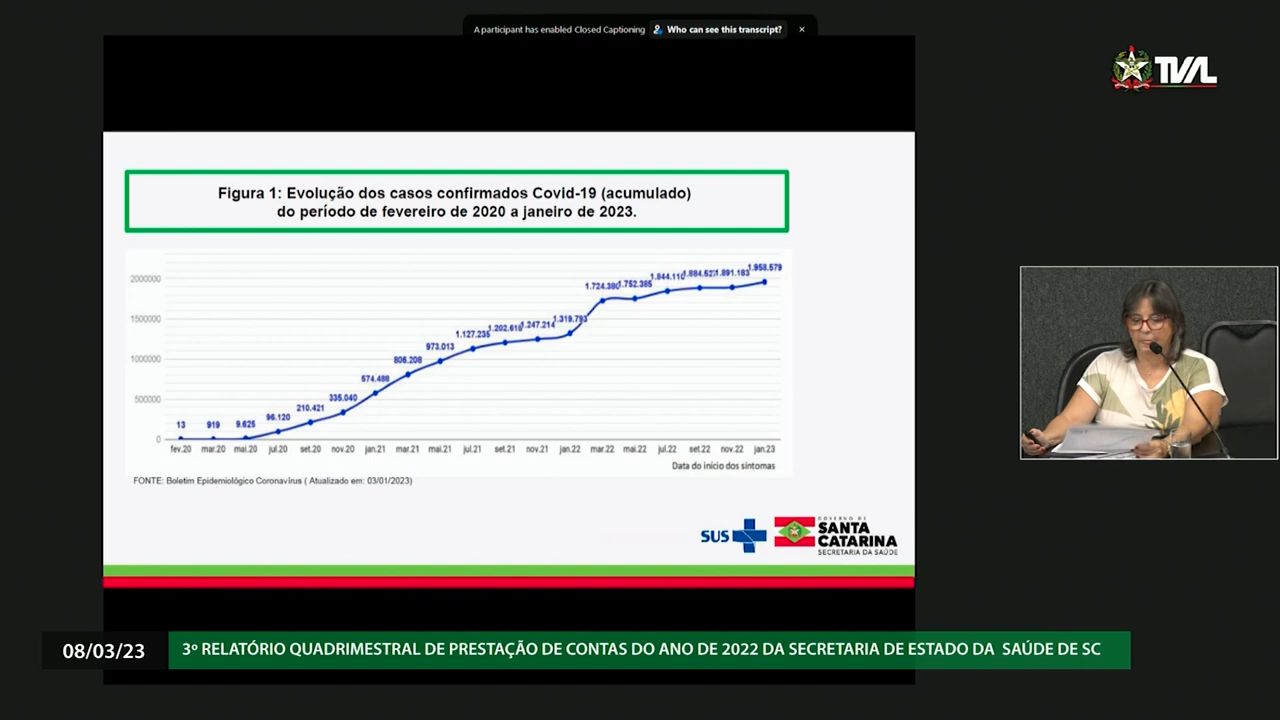 A participant has enabled Closed Captioning Who can see this transcript? ×
TVAL
Figura 1: Evolução dos casos confirmados Covid-19 (acumulado)
do período de fevereiro de 2020 a janeiro de 2023.
2000000
1500000
1000000
500000
0
13 919 9.625 96.120 210.421 335.040 574.488 806.208 973.013 1.127.235 1.202.618 1.247.214 1.319.793 1.724.380 1.752.385 1.844.110 1.884.527 1.891.183 1.958.579
fev.20 mar.20 mai.20 jul.20 set.20 nov.20 jan.21 mar.21 mai.21 jul.21 set.21 nov.21 jan.22 mar.22 mai.22 jul.22 set.22 nov.22 jan.23
Data do início dos sintomas
FONTE: Boletim Epidemiológico Coronavírus ( Atualizado em: 03/01/2023)
SUS
GOVERNO DE
SANTA
CATARINA
SECRETARIA DA SAÚDE
08/03/23
3º RELATÓRIO QUADRIMESTRAL DE PRESTAÇÃO DE CONTAS DO ANO DE 2022 DA SECRETARIA DE ESTADO DA SAÚDE DE SC